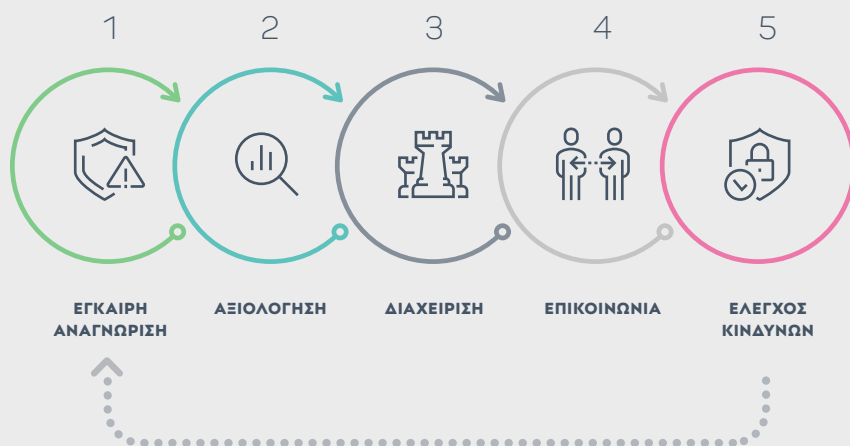 1 2 3 4 5
ΕΓΚΑΙΡΗ
ΑΝΑΓΝΩΡΙΣΗ
ΑΞΙΟΛΟΓΗΣΗ
ΔΙΑΧΕΙΡΙΣΗ
ΕΠΙΚΟΙΝΩΝΙΑ
ΕΛΕΓΧΟΣ
ΚΙΝΔΥΝΩΝ